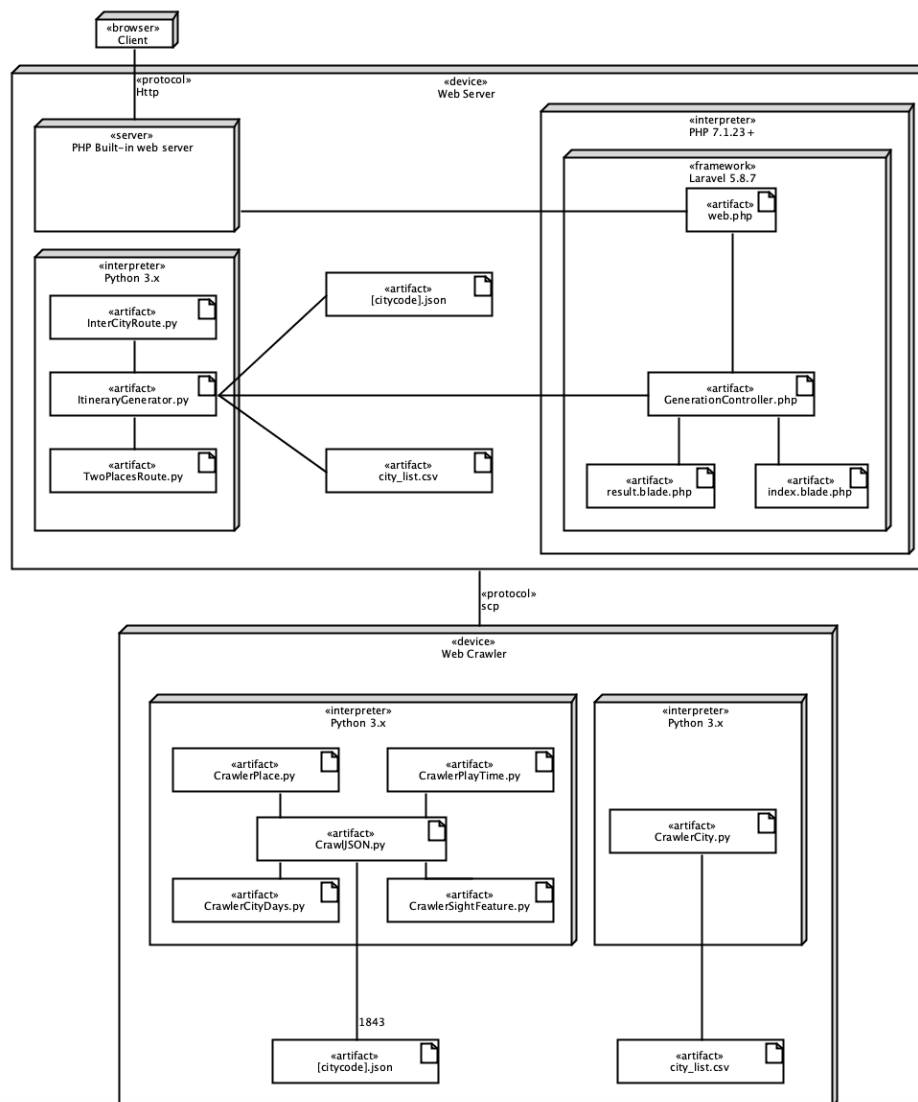 «browser»
Client
«protocol»
Http
«device»
Web Server
«server»
PHP Built-in web server
«interpreter»
PHP 7.1.23+
«framework»
Laravel 5.8.7
«artifact»
web.php
«interpreter»
Python 3.x
«artifact»
InterCityRoute.py
«artifact»
[citycode].json
«artifact»
ItineraryGenerator.py
«artifact»
GenerationController.php
«artifact»
TwoPlacesRoute.py
«artifact»
city_list.csv
«artifact»
result.blade.php
«artifact»
index.blade.php
«protocol»
scp
«device»
Web Crawler
«interpreter»
Python 3.x
«interpreter»
Python 3.x
«artifact»
CrawlerPlace.py
«artifact»
CrawlerPlayTime.py
«artifact»
CrawlJSON.py
«artifact»
CrawlerCity.py
«artifact»
CrawlerCityDays.py
«artifact»
CrawlerSightFeature.py
1843
«artifact»
[citycode].json
«artifact»
city_list.csv